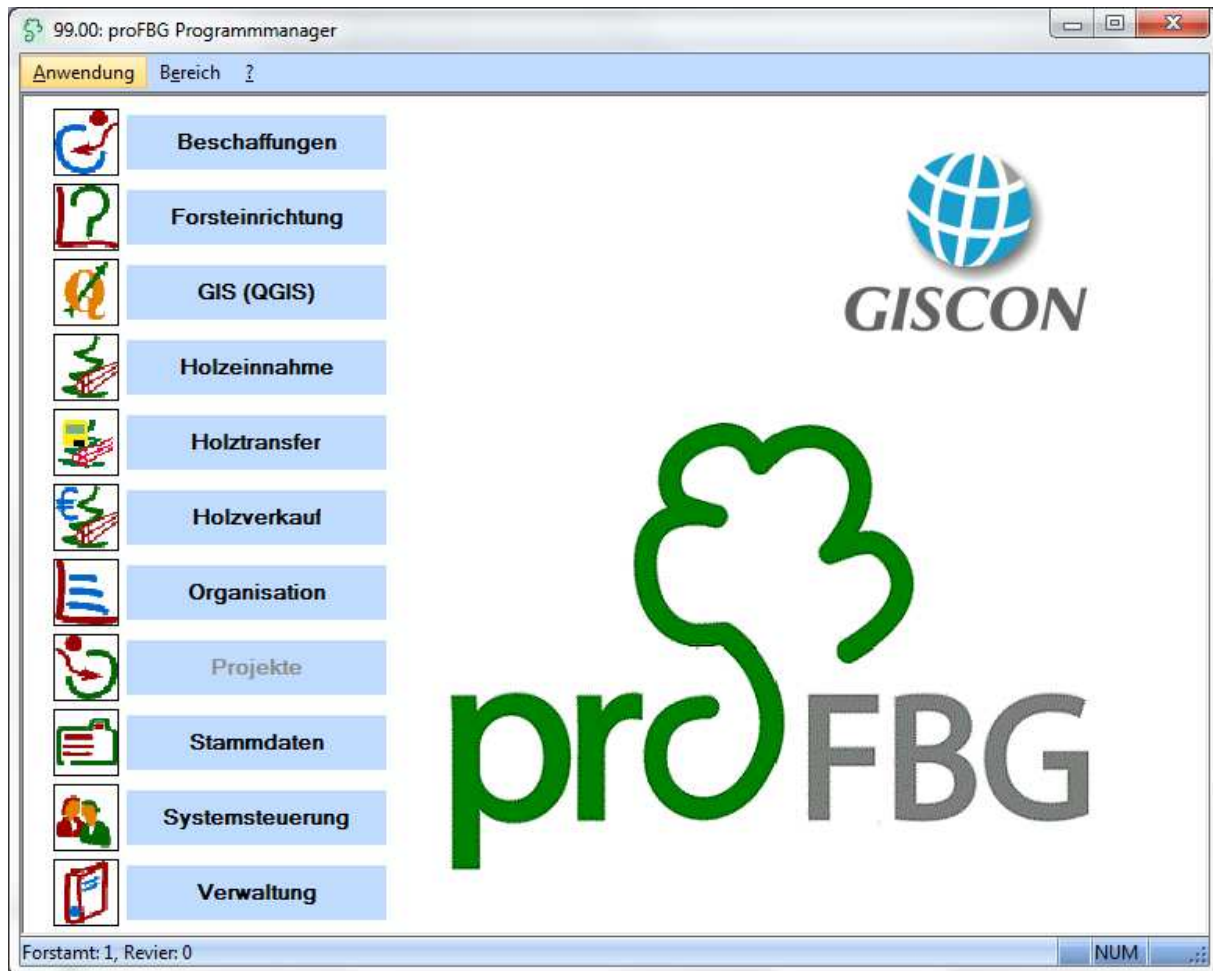 99.00: proFBG Programmmanager
Anwendung Bereich ?
Beschaffungen
Forsteinrichtung
GIS (QGIS)
Holzeinnahme
Holztransfer
Holzverkauf
Organisation
Projekte
Stammdaten
Systemsteuerung
Verwaltung
GISCON
proFBG
Forstamt: 1, Revier: 0 NUM